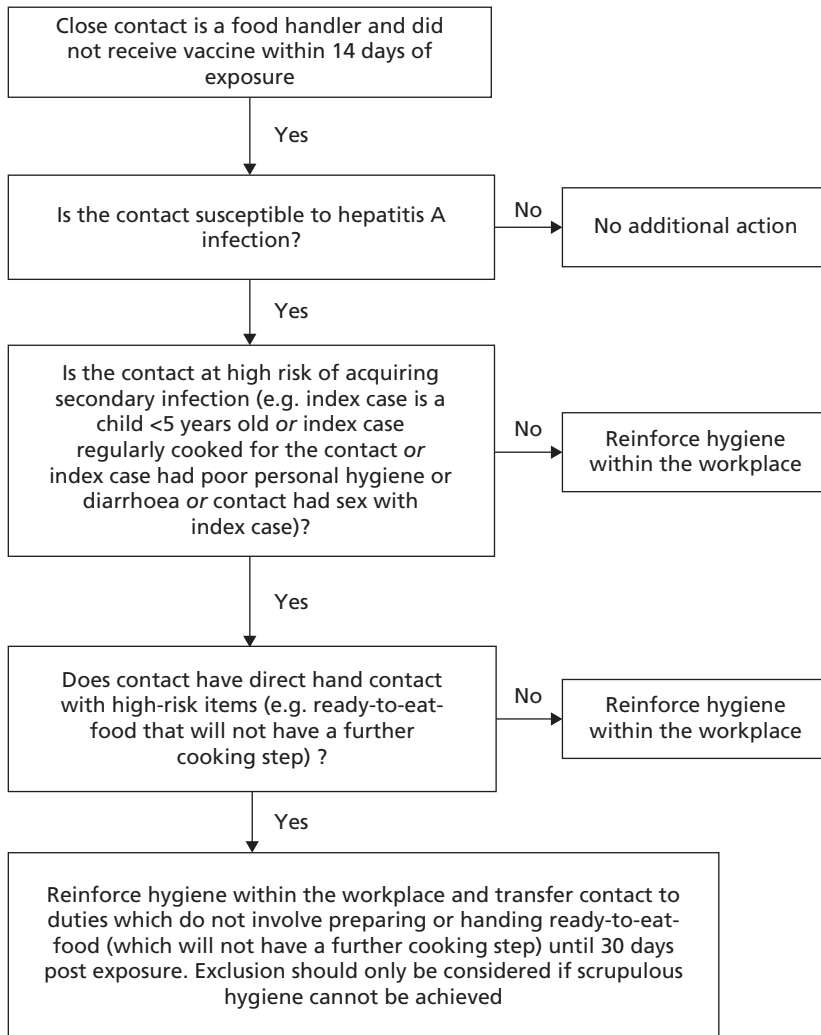 Close contact is a food handler and did
not receive vaccine within 14 days of
exposure
Yes
Is the contact susceptible to hepatitis A
infection?
No
No additional action
Yes
Is the contact at high risk of acquiring
secondary infection (e.g. index case is a
child <5 years old or index case
regularly cooked for the contact or
index case had poor personal hygiene or
diarrhoea or contact had sex with
index case)?
No
Reinforce hygiene
within the workplace
Yes
Does contact have direct hand contact
with high-risk items (e.g. ready-to-eat-
food that will not have a further
cooking step) ?
No
Reinforce hygiene
within the workplace
Yes
Reinforce hygiene within the workplace and transfer contact to
duties which do not involve preparing or handing ready-to-eat-
food (which will not have a further cooking step) until 30 days
post exposure. Exclusion should only be considered if scrupulous
hygiene cannot be achieved